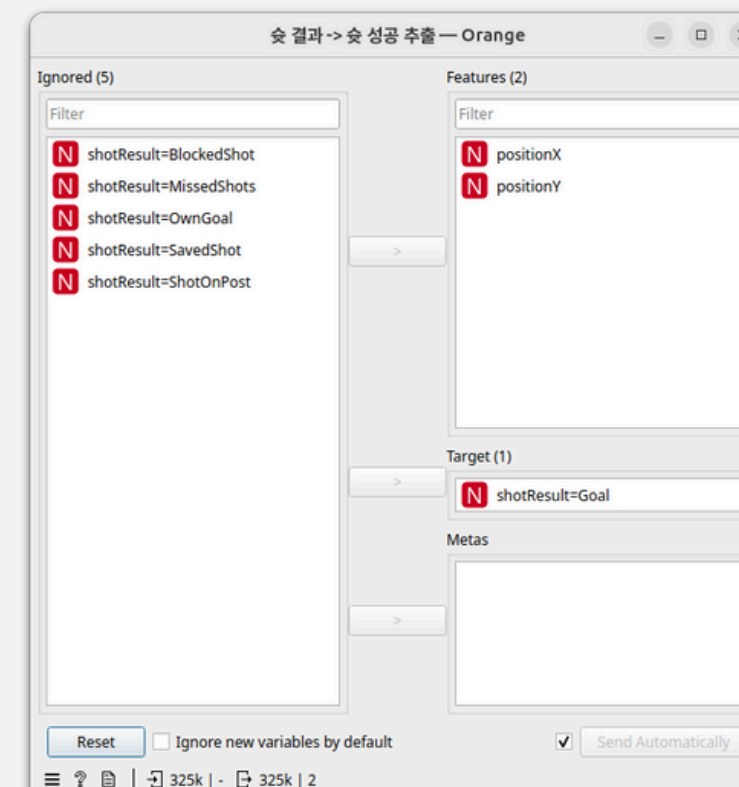 슛 결과 -> 슛 성공 추출 — Orange
Ignored (5)
Filter
N shotResult=BlockedShot
N shotResult=MissedShots
N shotResult=OwnGoal
N shotResult=SavedShot
N shotResult=ShotOnPost
>
>
>
Features (2)
Filter
N positionX
N positionY
Target (1)
N shotResult=Goal
Metas
Reset
Ignore new variables by default
Send Automatically
? 325k | - 325k | 2